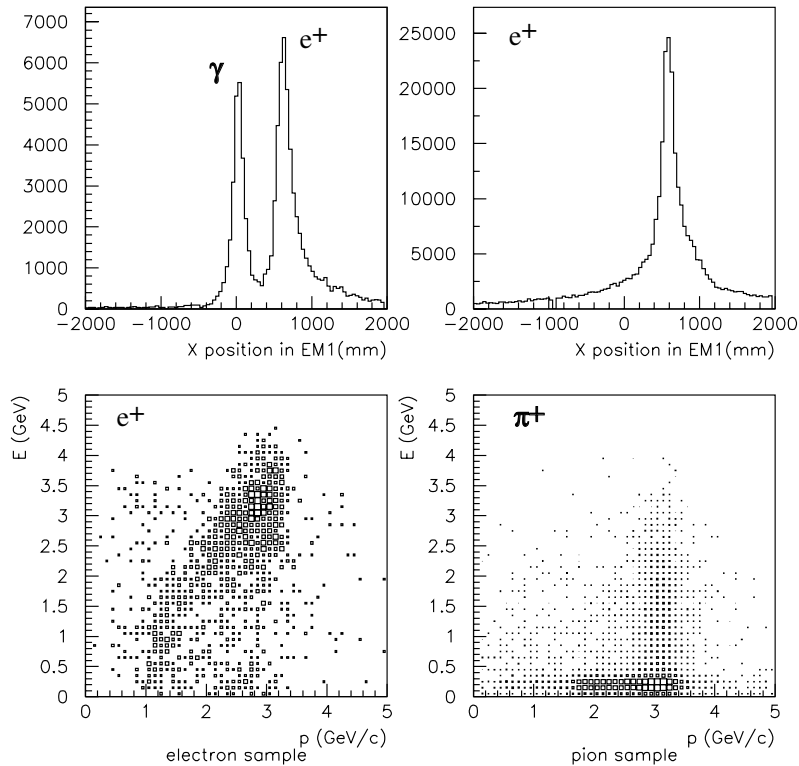 7000
6000
5000
4000
3000
2000
1000
0
γ
e+
−2000 −1000 0 1000 2000
X position in EM1(mm)
25000
20000
15000
10000
5000
0
e+
−2000 −1000 0 1000 2000
X position in EM1(mm)
E (GeV)
5
4.5
4
3.5
3
2.5
2
1.5
1
0.5
0
e+
0 1 2 3 4 5
p (GeV/c)
electron sample
E (GeV)
5
4.5
4
3.5
3
2.5
2
1.5
1
0.5
0
π+
0 1 2 3 4 5
p (GeV/c)
pion sample